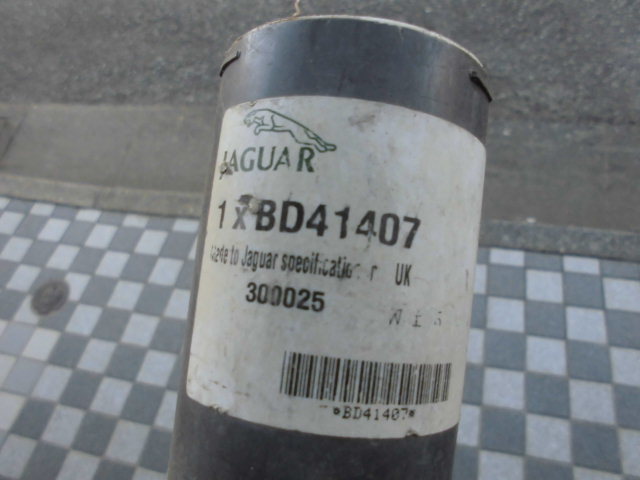 JAGUAR
1 x BD41407
to Jaguar specification UK
300025
*BD41407*